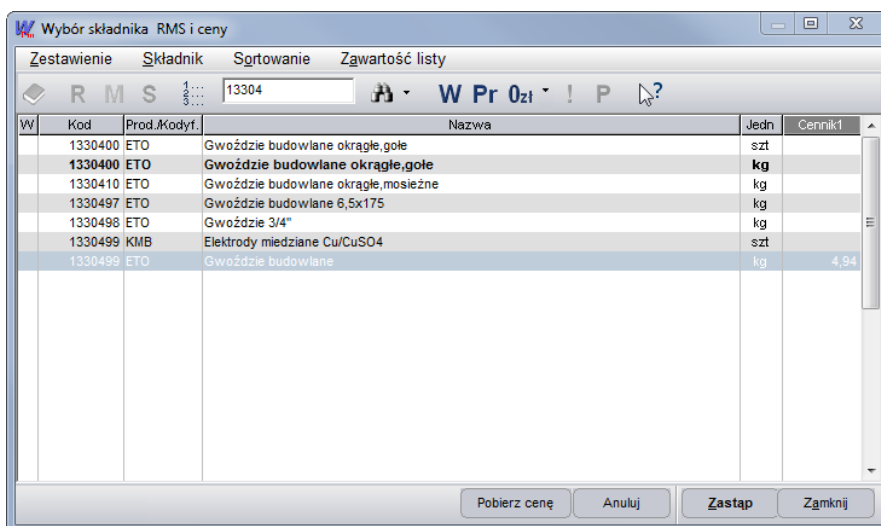 Wybór składnika RMS i ceny
Zestawienie Składnik Sortowanie Zawartość listy
R M S 1 2 3 13304 W Pr 0zł ! P ?
W Kod Prod./Kodyf. Nazwa Jedn Cennik1
1330400 ETO Gwoździe budowlane okrągłe,gołe szt
1330400 ETO Gwoździe budowlane okrągłe,gołe kg
1330410 ETO Gwoździe budowlane okrągłe,mosiężne kg
1330497 ETO Gwoździe budowlane 6,5x175 kg
1330498 ETO Gwoździe 3/4" kg
1330499 KMB Elektrody miedziane Cu/CuSO4 szt
1330499 ETO Gwoździe budowlane kg 4,94
Pobierz cenę Anuluj Zastąp Zamknij